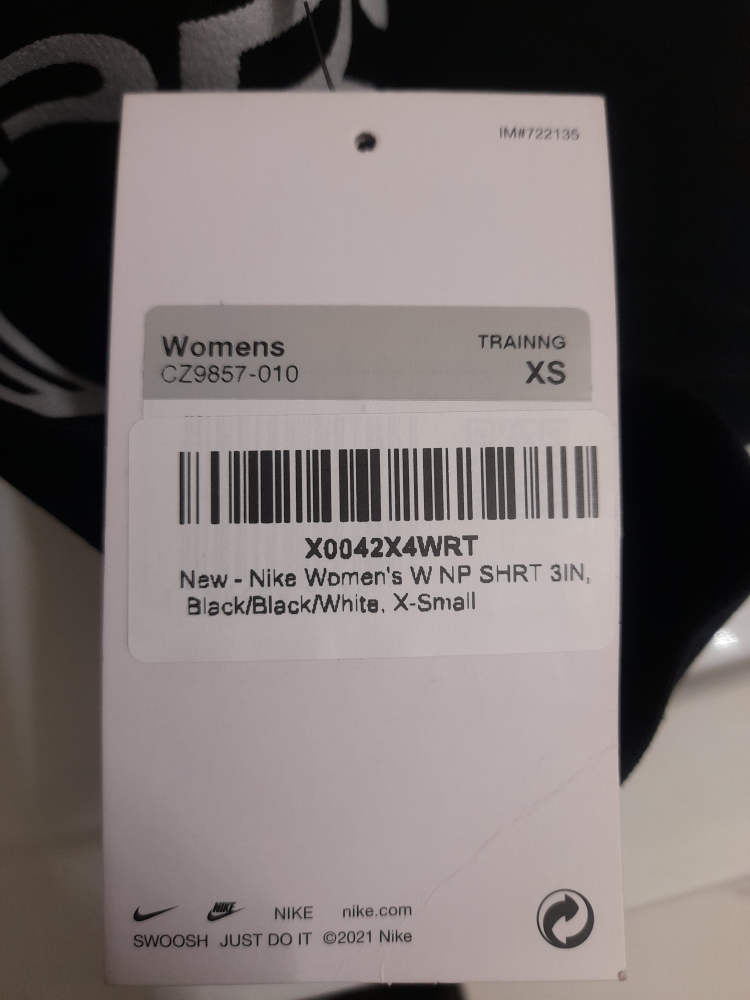 IM#722135
Womens
TRAINNG
CZ9857-010
XS
X0042X4WRT
New - Nike Women's W NP SHRT 3IN,
Black/Black/White, X-Small
NIKE
NIKE
nike.com
SWOOSH JUST DO IT ©2021 Nike